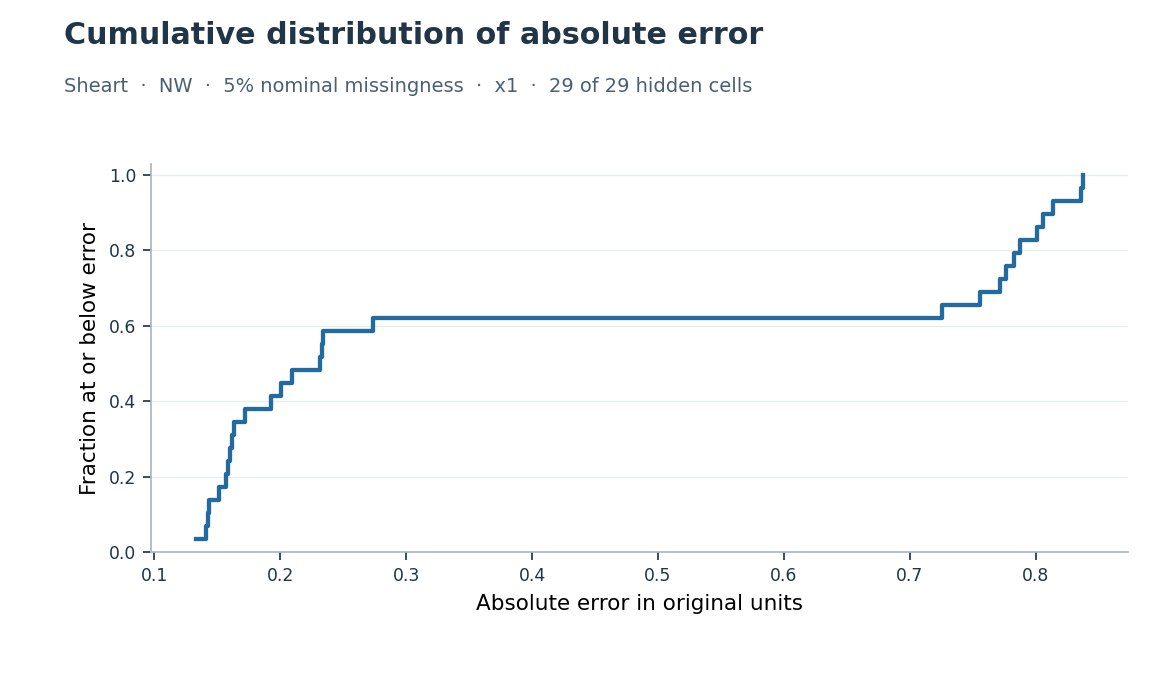 Cumulative distribution of absolute error
Sheart · NW · 5% nominal missingness · x1 · 29 of 29 hidden cells
Fraction at or below error
1.0
0.8
0.6
0.4
0.2
0.0
0.1 0.2 0.3 0.4 0.5 0.6 0.7 0.8
Absolute error in original units